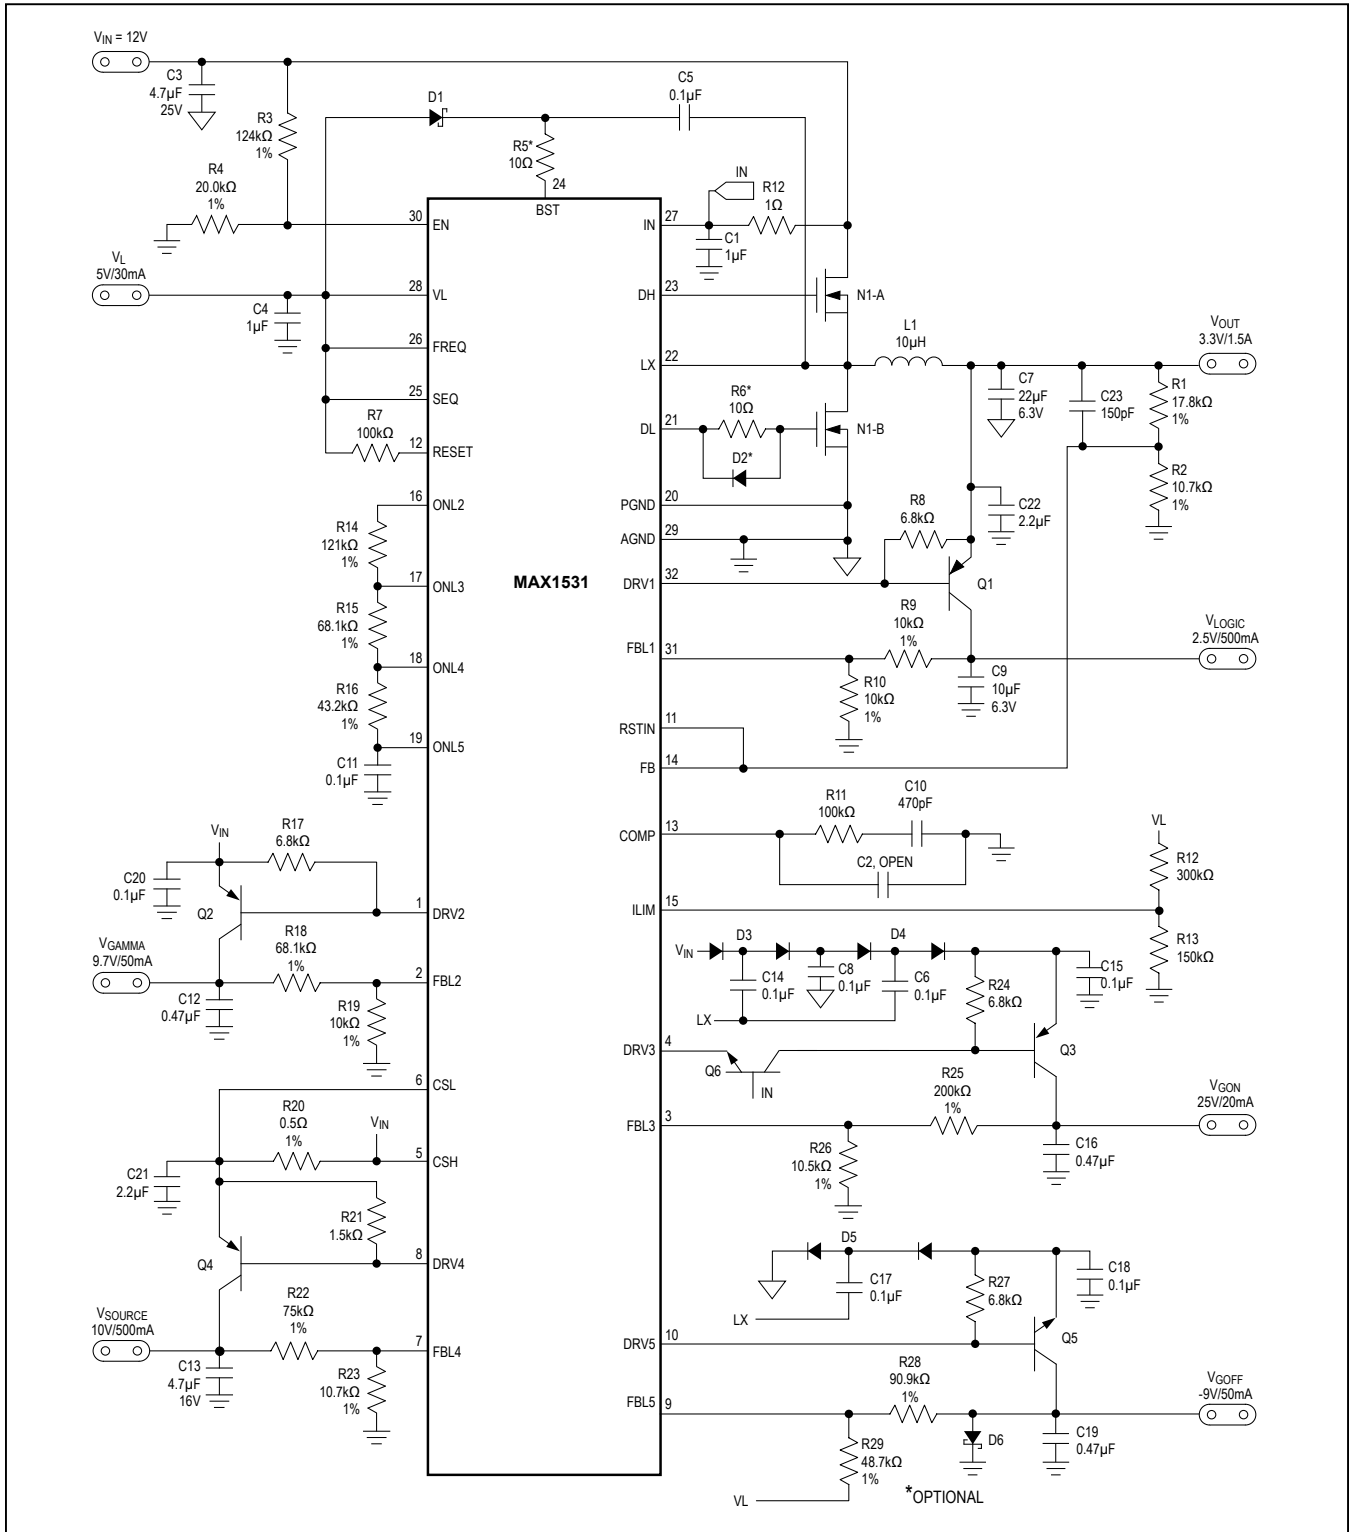 VIN = 12V
C3
4.7µF
25V
R3
124kΩ
1%
R4
20.0kΩ
1%
D1
C5
0.1µF
R5*
10Ω
24
BST
30
EN
VL
5V/30mA
C4
1µF
28
VL
26
FREQ
25
SEQ
R7
100kΩ
12
RESET
16
ONL2
R14
121kΩ
1%
17
ONL3
R15
68.1kΩ
1%
18
ONL4
R16
43.2kΩ
1%
19
ONL5
C11
0.1µF
VIN
R17
6.8kΩ
C20
0.1µF
Q2
1
DRV2
VGAMMA
9.7V/50mA
R18
68.1kΩ
1%
2
FBL2
C12
0.47µF
R19
10kΩ
1%
6
CSL
R20
0.5Ω
1%
VIN
5
CSH
C21
2.2µF
R21
1.5kΩ
Q4
8
DRV4
VSOURCE
10V/500mA
R22
75kΩ
1%
7
FBL4
C13
4.7µF
16V
R23
10.7kΩ
1%
MAX1531
IN
IN
27
R12
1Ω
C1
1µF
DH
23
N1-A
LX
22
L1
10µH
VOUT
3.3V/1.5A
C7
22µF
6.3V
C23
150pF
R1
17.8kΩ
1%
R2
10.7kΩ
1%
R6*
10Ω
DL
21
D2*
N1-B
PGND
20
AGND
29
R8
6.8kΩ
C22
2.2µF
DRV1
32
Q1
R9
10kΩ
1%
FBL1
31
VLOGIC
2.5V/500mA
R10
10kΩ
1%
C9
10µF
6.3V
RSTIN
11
FB
14
R11
100kΩ
C10
470pF
COMP
13
C2, OPEN
VL
R12
300kΩ
ILIM
15
R13
150kΩ
VIN
D3
D4
C14
0.1µF
C8
0.1µF
C6
0.1µF
R24
6.8kΩ
C15
0.1µF
LX
DRV3
4
Q6
IN
Q3
R25
200kΩ
1%
VGON
25V/20mA
FBL3
3
R26
10.5kΩ
1%
C16
0.47µF
D5
C17
0.1µF
R27
6.8kΩ
C18
0.1µF
LX
DRV5
10
Q5
R28
90.9kΩ
1%
VGOFF
-9V/50mA
FBL5
9
R29
48.7kΩ
1%
D6
C19
0.47µF
VL
*OPTIONAL